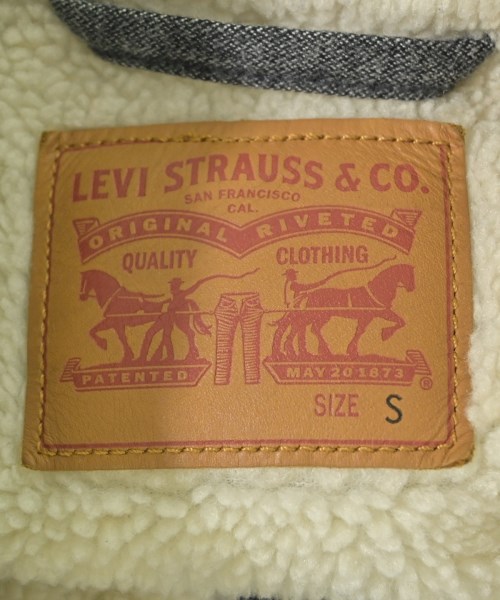 LEVI STRAUSS & CO.
SAN FRANCISCO
CAL.
ORIGINAL RIVETED
QUALITY CLOTHING
PATENTED MAY 20 1873 ®
SIZE S